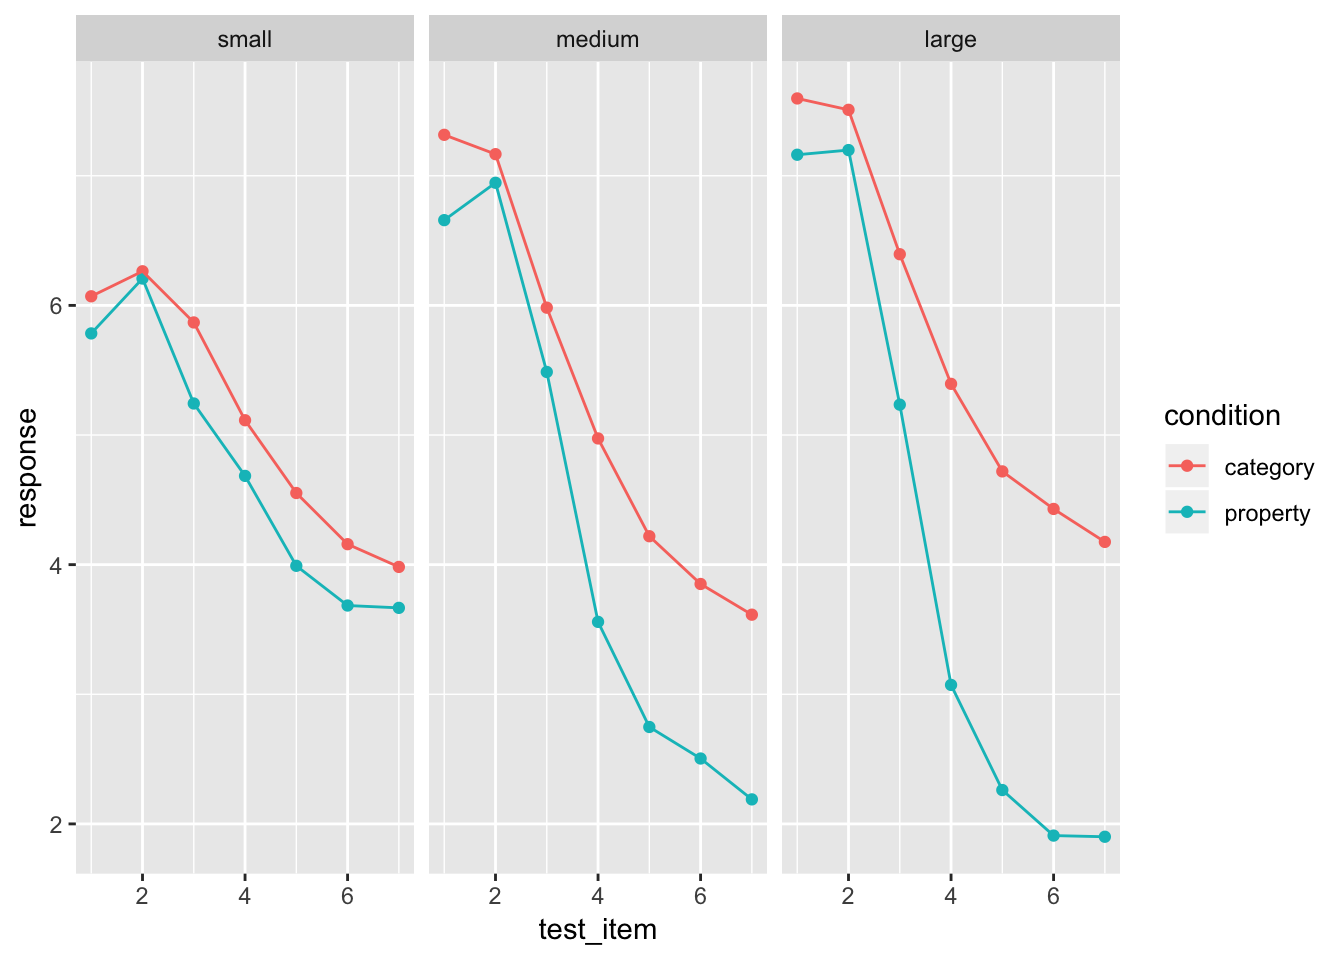 small medium large
response
6
4
2
2 4 6 2 4 6 2 4 6
test_item
condition
category
property